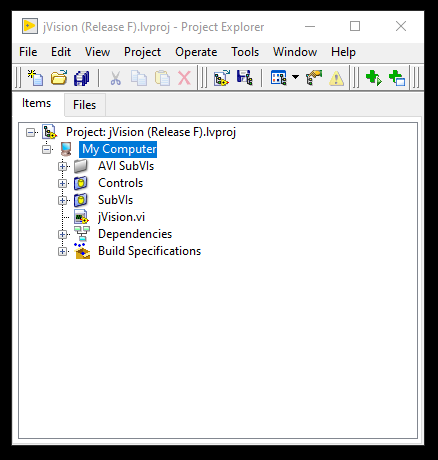 jVision (Release F).lvproj - Project Explorer
File Edit View Project Operate Tools Window Help
Items Files
Project: jVision (Release F).lvproj
My Computer
AVI SubVIs
Controls
SubVIs
jVision.vi
Dependencies
Build Specifications